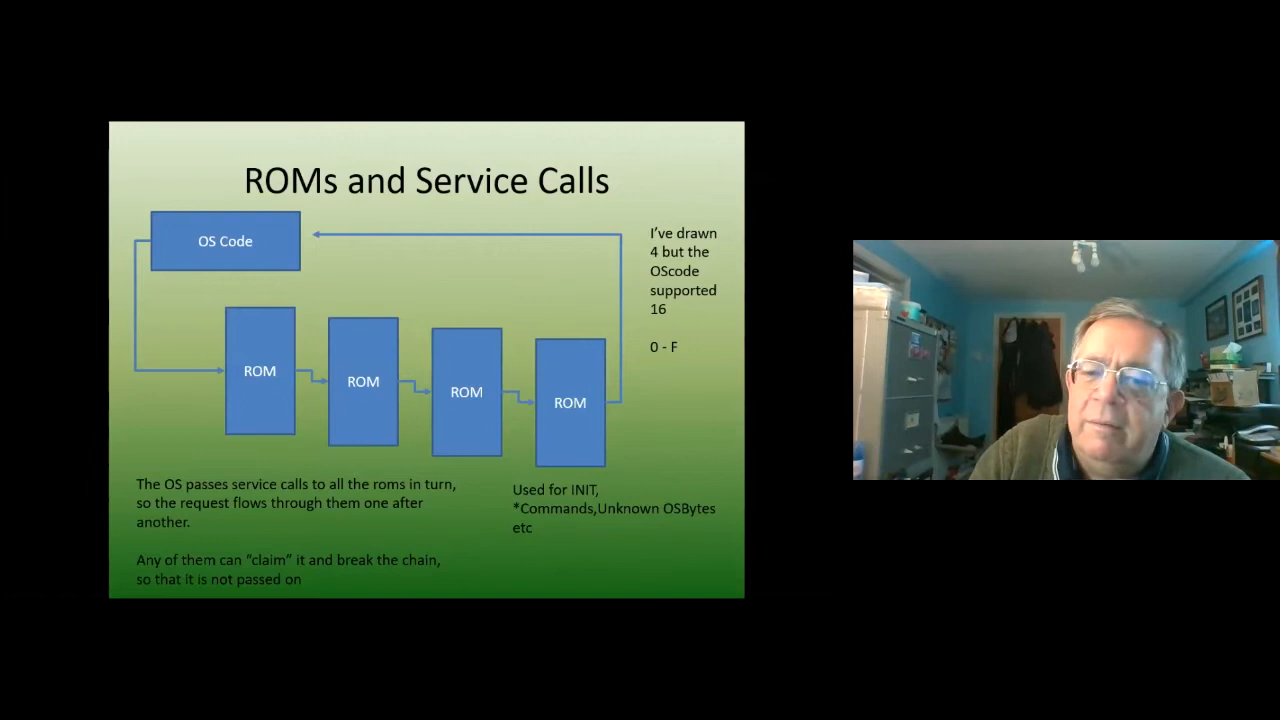 ROMs and Service Calls
OS Code
I've drawn
4 but the
OScode
supported
16
0 - F
ROM
ROM
ROM
ROM
The OS passes service calls to all the roms in turn,
so the request flows through them one after
another.
Any of them can “claim” it and break the chain,
so that it is not passed on
Used for INIT,
*Commands,Unknown OSBytes
etc